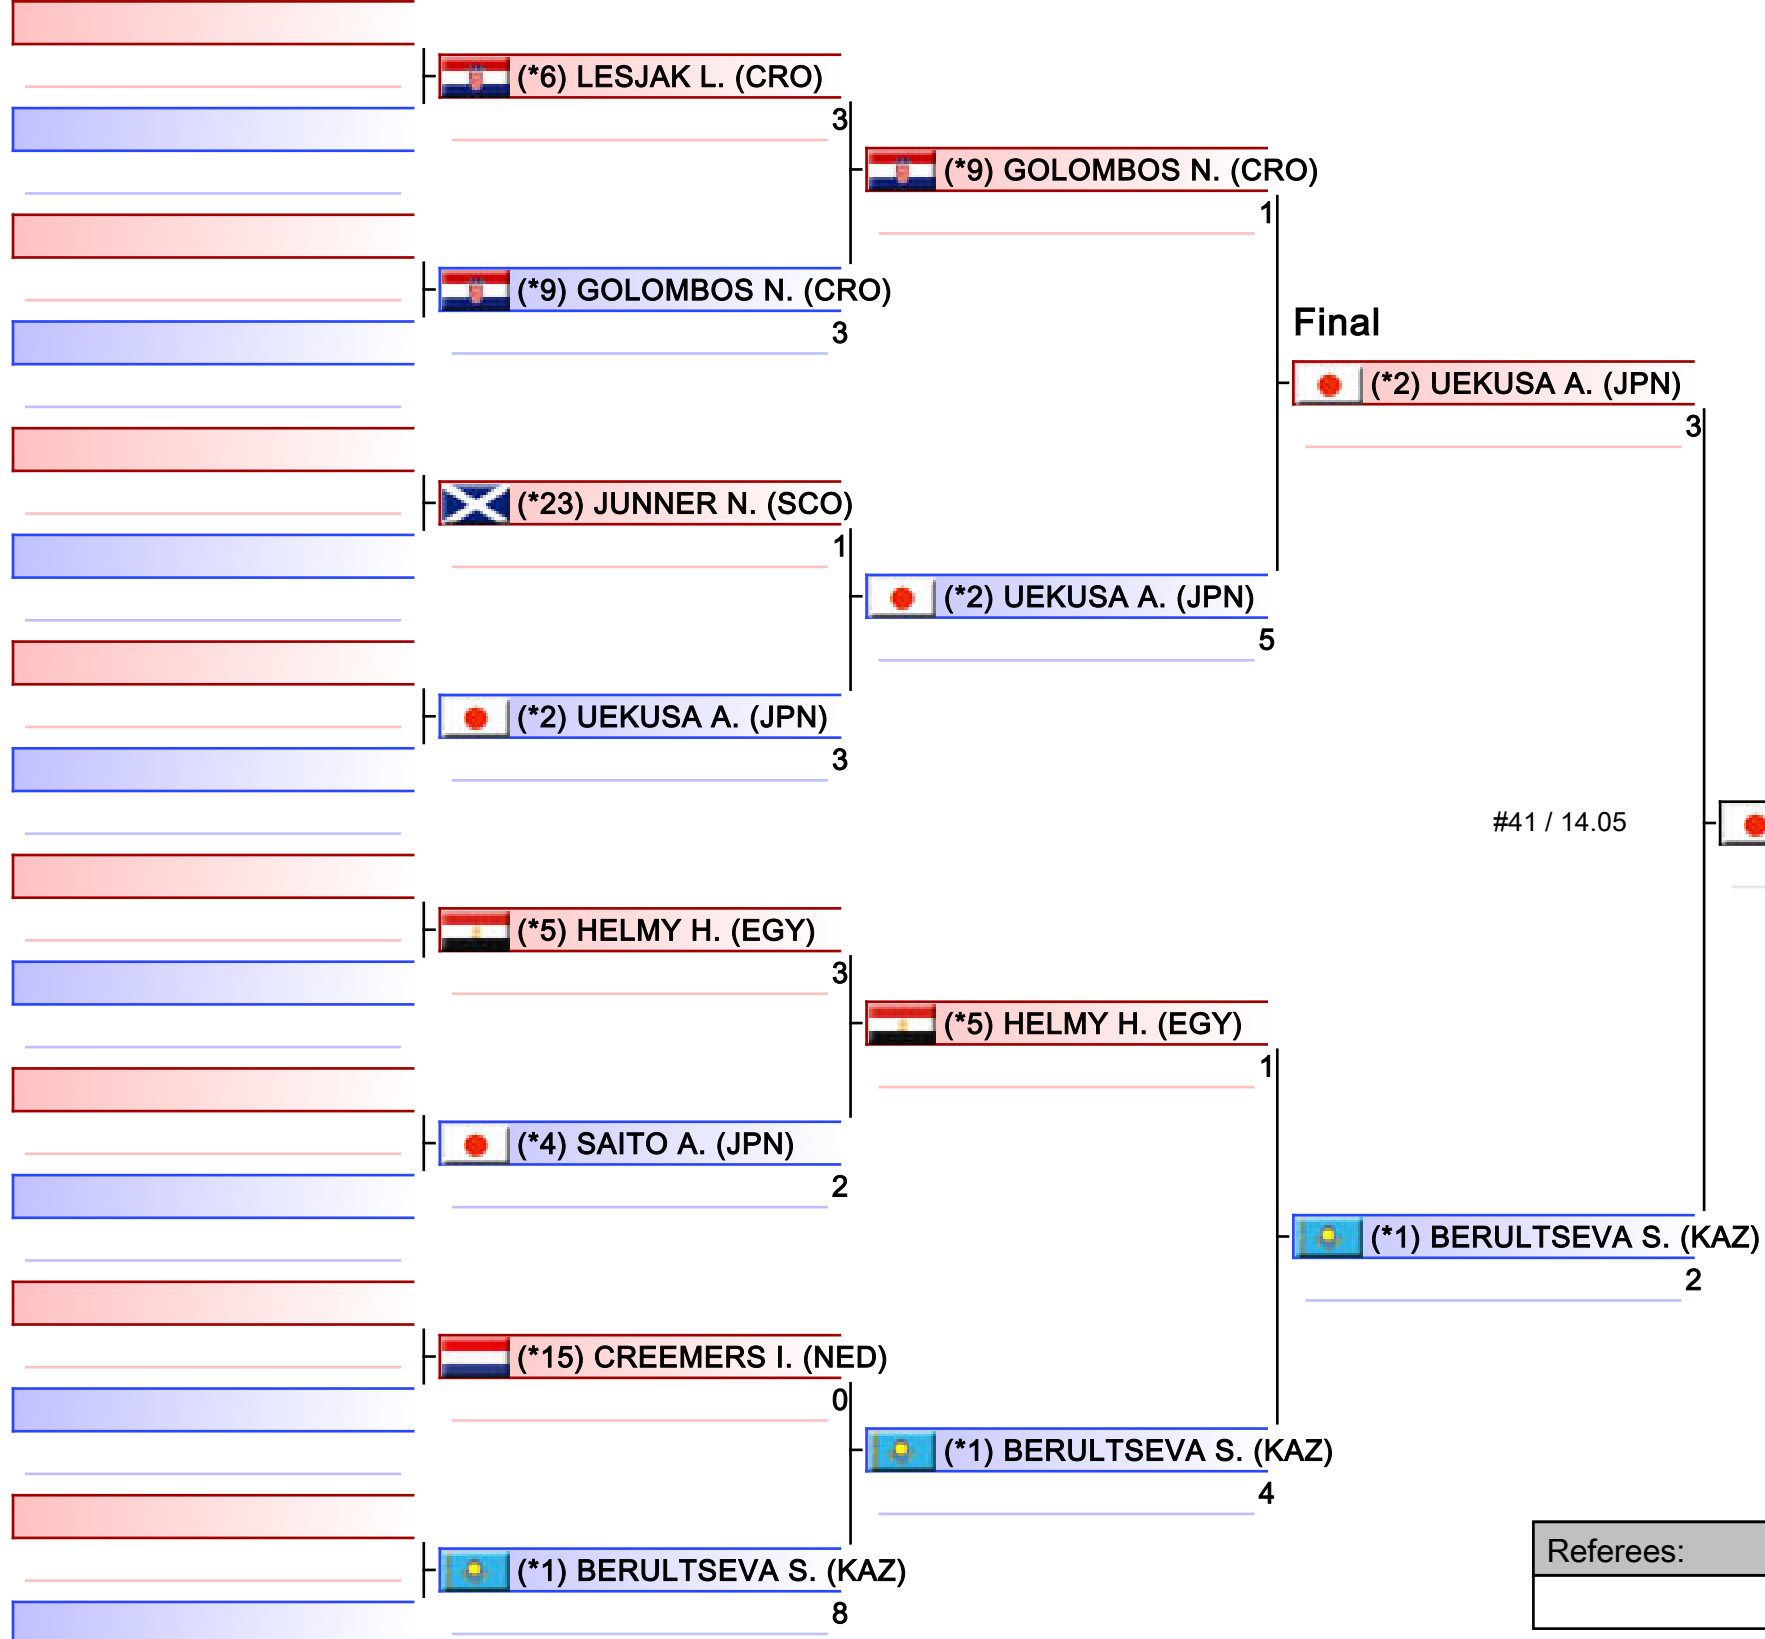 (*6) LESJAK L. (CRO)
3
(*9) GOLOMBOS N. (CRO)
1
(*9) GOLOMBOS N. (CRO)
3
Final
(*2) UEKUSA A. (JPN)
3
(*23) JUNNER N. (SCO)
1
(*2) UEKUSA A. (JPN)
5
(*2) UEKUSA A. (JPN)
3
#41 / 14.05
(*5) HELMY H. (EGY)
3
(*5) HELMY H. (EGY)
1
(*4) SAITO A. (JPN)
2
(*1) BERULTSEVA S. (KAZ)
2
(*15) CREEMERS I. (NED)
0
(*1) BERULTSEVA S. (KAZ)
4
(*1) BERULTSEVA S. (KAZ)
8
Referees: